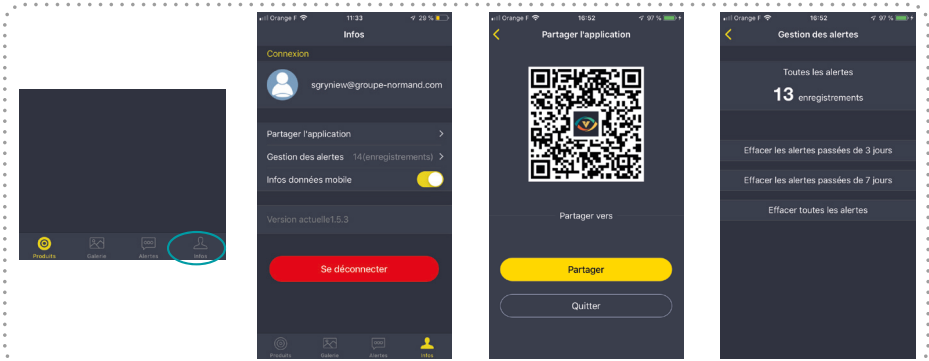 Produits Galerie Alertes Infos
Orange F 11:33 29 %
Infos
Connexion
sgryniew@groupe-normand.com
Partager l'application
Gestion des alertes 14(enregistrements)
Infos données mobile
Version actuelle1.5.3
Se déconnecter
Produits Galerie Alertes Infos
Orange F 16:52 97 %
Partager l'application
Partager vers
Partager
Quitter
Orange F 16:52 97 %
Gestion des alertes
Toutes les alertes
13 enregistrements
Effacer les alertes passées de 3 jours
Effacer les alertes passées de 7 jours
Effacer toutes les alertes